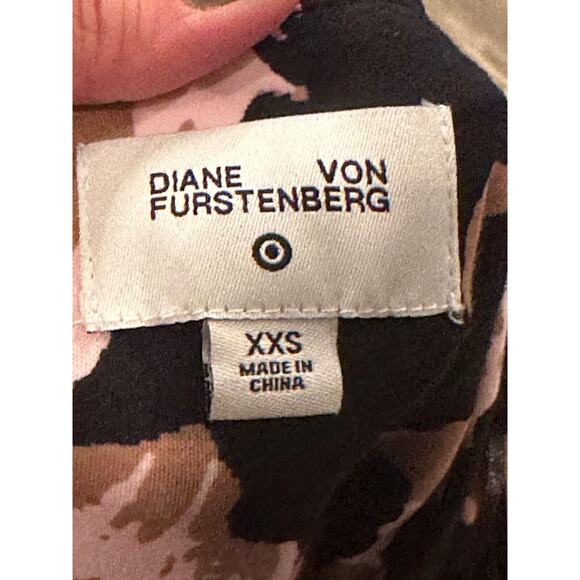 DIANE VON
FURSTENBERG
XXS
MADE IN
CHINA